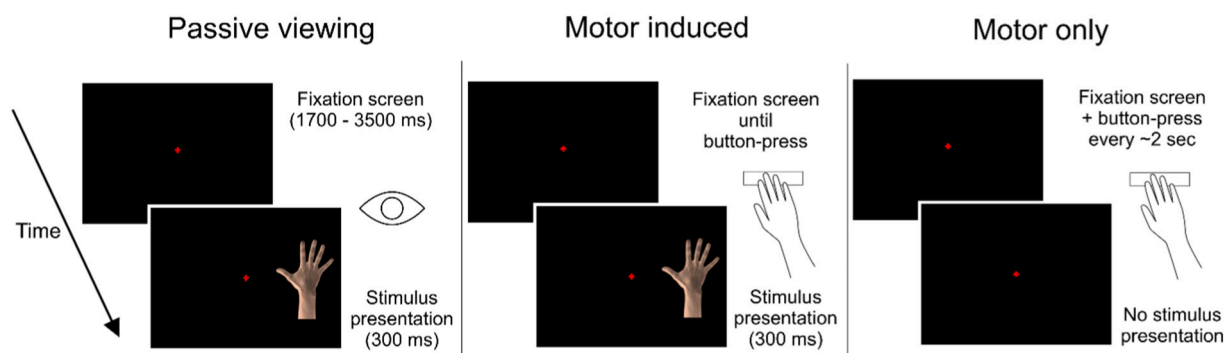 Passive viewing
Fixation screen
(1700 - 3500 ms)
Time
Stimulus
presentation
(300 ms)
Motor induced
Fixation screen
until
button-press
Stimulus
presentation
(300 ms)
Motor only
Fixation screen
+ button-press
every ~2 sec
No stimulus
presentation